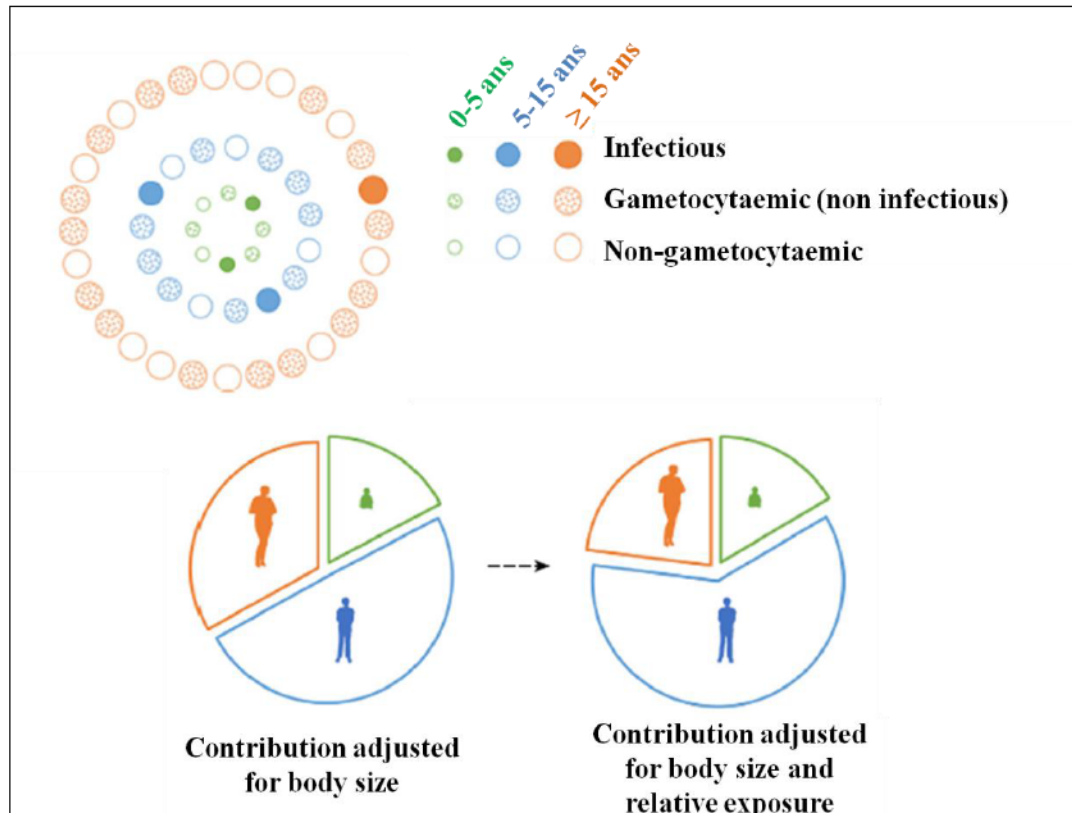 0-5 ans
5-15 ans
≥ 15 ans
Infectious
Gametocytaemic (non infectious)
Non-gametocytaemic
Contribution adjusted
for body size
Contribution adjusted
for body size and
relative exposure